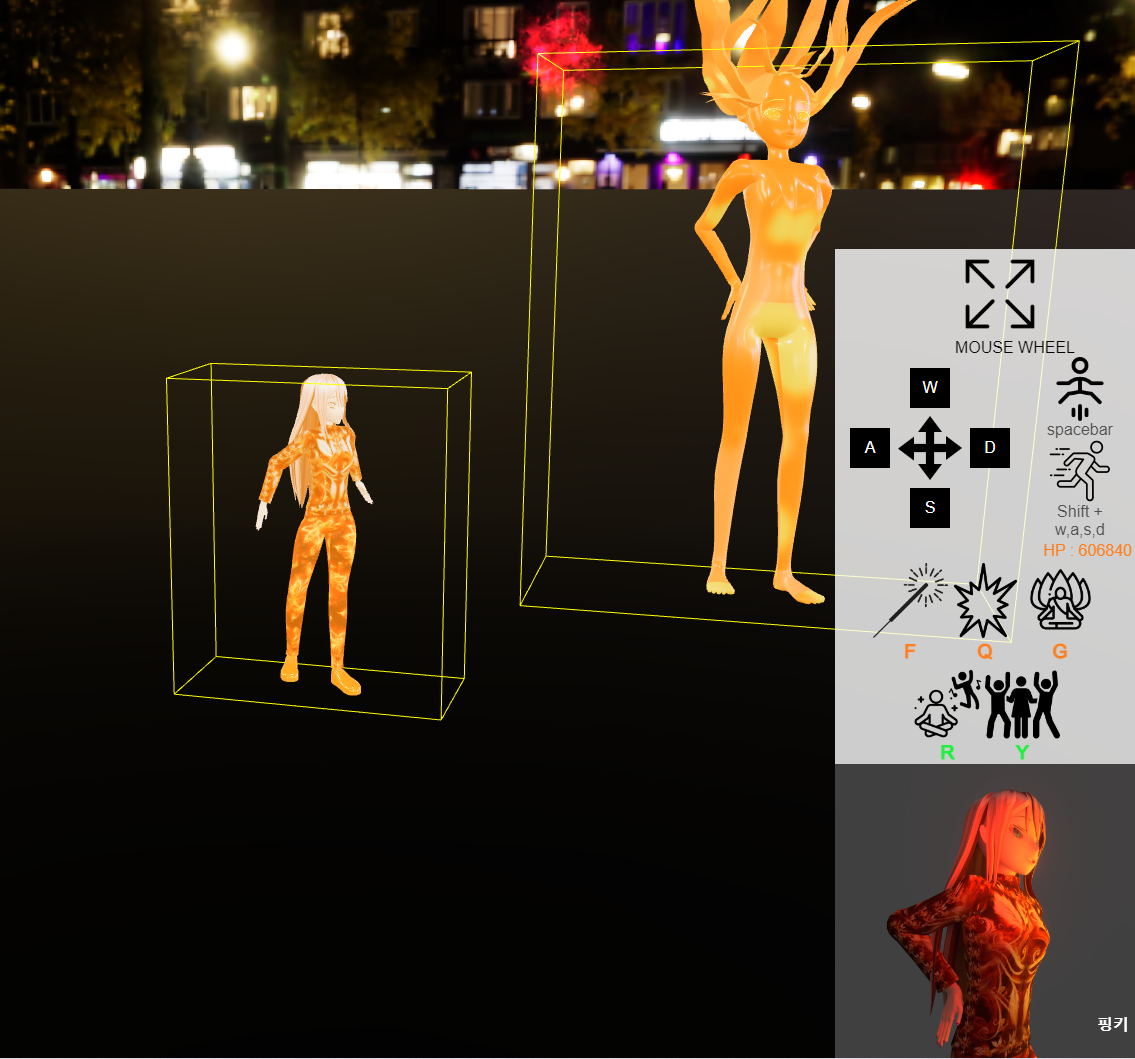 MOUSE WHEEL
W
A
D
S
spacebar
Shift +
w,a,s,d
HP : 606840
F
Q
G
R
Y
핑키